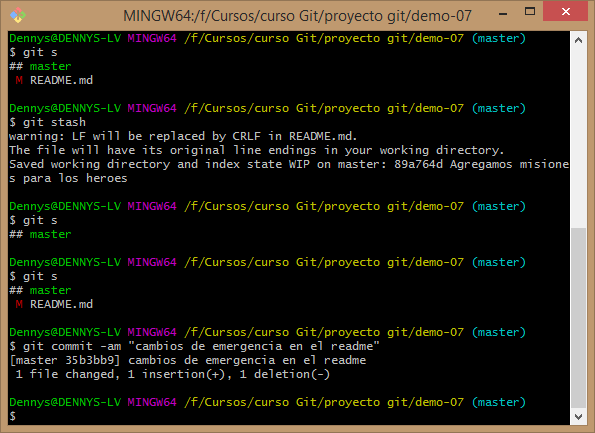 MINGW64:/f/Cursos/curso Git/proyecto git/demo-07
Dennys@DENNYS-LV MINGW64 /f/Cursos/curso Git/proyecto git/demo-07 (master)
$ git s
## master
 M README.md
Dennys@DENNYS-LV MINGW64 /f/Cursos/curso Git/proyecto git/demo-07 (master)
$ git stash
warning: LF will be replaced by CRLF in README.md.
The file will have its original line endings in your working directory.
Saved working directory and index state WIP on master: 89a764d Agregamos misione
s para los heroes
Dennys@DENNYS-LV MINGW64 /f/Cursos/curso Git/proyecto git/demo-07 (master)
$ git s
## master
Dennys@DENNYS-LV MINGW64 /f/Cursos/curso Git/proyecto git/demo-07 (master)
$ git s
## master
 M README.md
Dennys@DENNYS-LV MINGW64 /f/Cursos/curso Git/proyecto git/demo-07 (master)
$ git commit -am "cambios de emergencia en el readme"
[master 35b3bb9] cambios de emergencia en el readme
 1 file changed, 1 insertion(+), 1 deletion(-)
Dennys@DENNYS-LV MINGW64 /f/Cursos/curso Git/proyecto git/demo-07 (master)
$